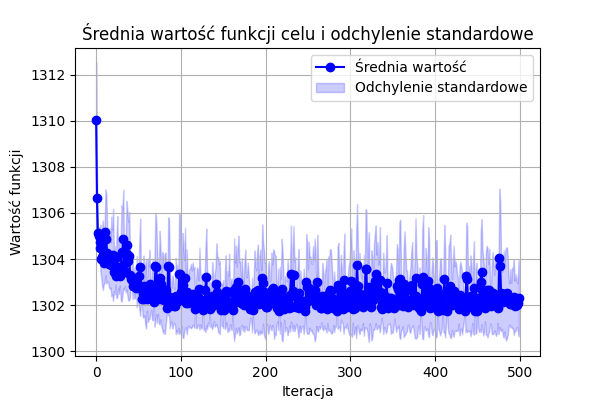 Średnia wartość funkcji celu i odchylenie standardowe
Średnia wartość
Odchylenie standardowe
Wartość funkcji
1312
1310
1308
1306
1304
1302
1300
0 100 200 300 400 500
Iteracja